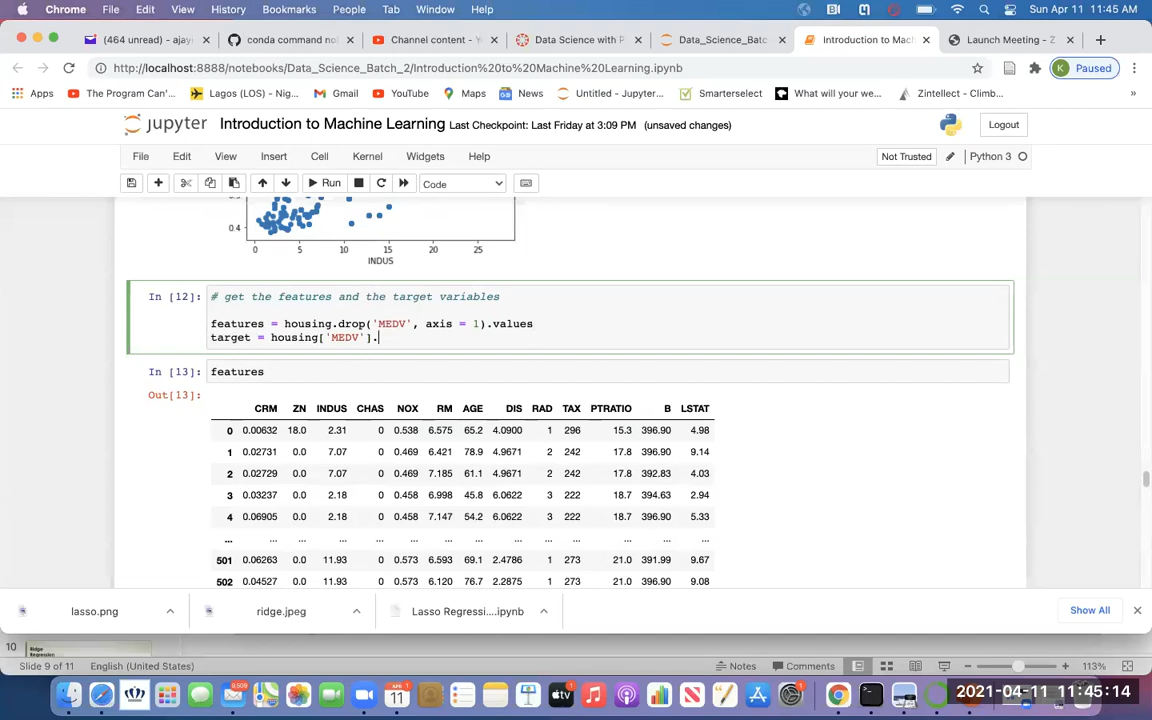 Chrome File Edit View History Bookmarks People Tab Window Help Sun Apr 11 11:45 AM
(464 unread) - ajay conda command no Channel content - Y Data Science with P Data_Science_Batc Introduction to Mach Launch Meeting - Z
http://localhost:8888/notebooks/Data_Science_Batch_2/Introduction%20to%20Machine%20Learning.ipynb Paused
Apps The Program Can'... Lagos (LOS) - Nig... Gmail YouTube Maps News Untitled - Jupyter... Smarterselect What will your we... Zintellect - Climb...
jupyter Introduction to Machine Learning Last Checkpoint: Last Friday at 3:09 PM (unsaved changes) Logout
File Edit View Insert Cell Kernel Widgets Help Not Trusted Python 3
Run Code
0.4
0 5 10 15 20 25
INDUS
In [12]: # get the features and the target variables
features = housing.drop('MEDV', axis = 1).values
target = housing['MEDV'].
In [13]: features
Out[13]:
CRM ZN INDUS CHAS NOX RM AGE DIS RAD TAX PTRATIO B LSTAT
0 0.00632 18.0 2.31 0 0.538 6.575 65.2 4.0900 1 296 15.3 396.90 4.98
1 0.02731 0.0 7.07 0 0.469 6.421 78.9 4.9671 2 242 17.8 396.90 9.14
2 0.02729 0.0 7.07 0 0.469 7.185 61.1 4.9671 2 242 17.8 392.83 4.03
3 0.03237 0.0 2.18 0 0.458 6.998 45.8 6.0622 3 222 18.7 394.63 2.94
4 0.06905 0.0 2.18 0 0.458 7.147 54.2 6.0622 3 222 18.7 396.90 5.33
... ... ... ... ... ... ... ... ... ... ... ... ... ...
501 0.06263 0.0 11.93 0 0.573 6.593 69.1 2.4786 1 273 21.0 391.99 9.67
502 0.04527 0.0 11.93 0 0.573 6.120 76.7 2.2875 1 273 21.0 396.90 9.08
lasso.png ridge.jpeg Lasso Regressi....ipynb Show All
10 Ridge
Regression
Slide 9 of 11 English (United States) Notes Comments 113%
2021-04-11 11:45:14